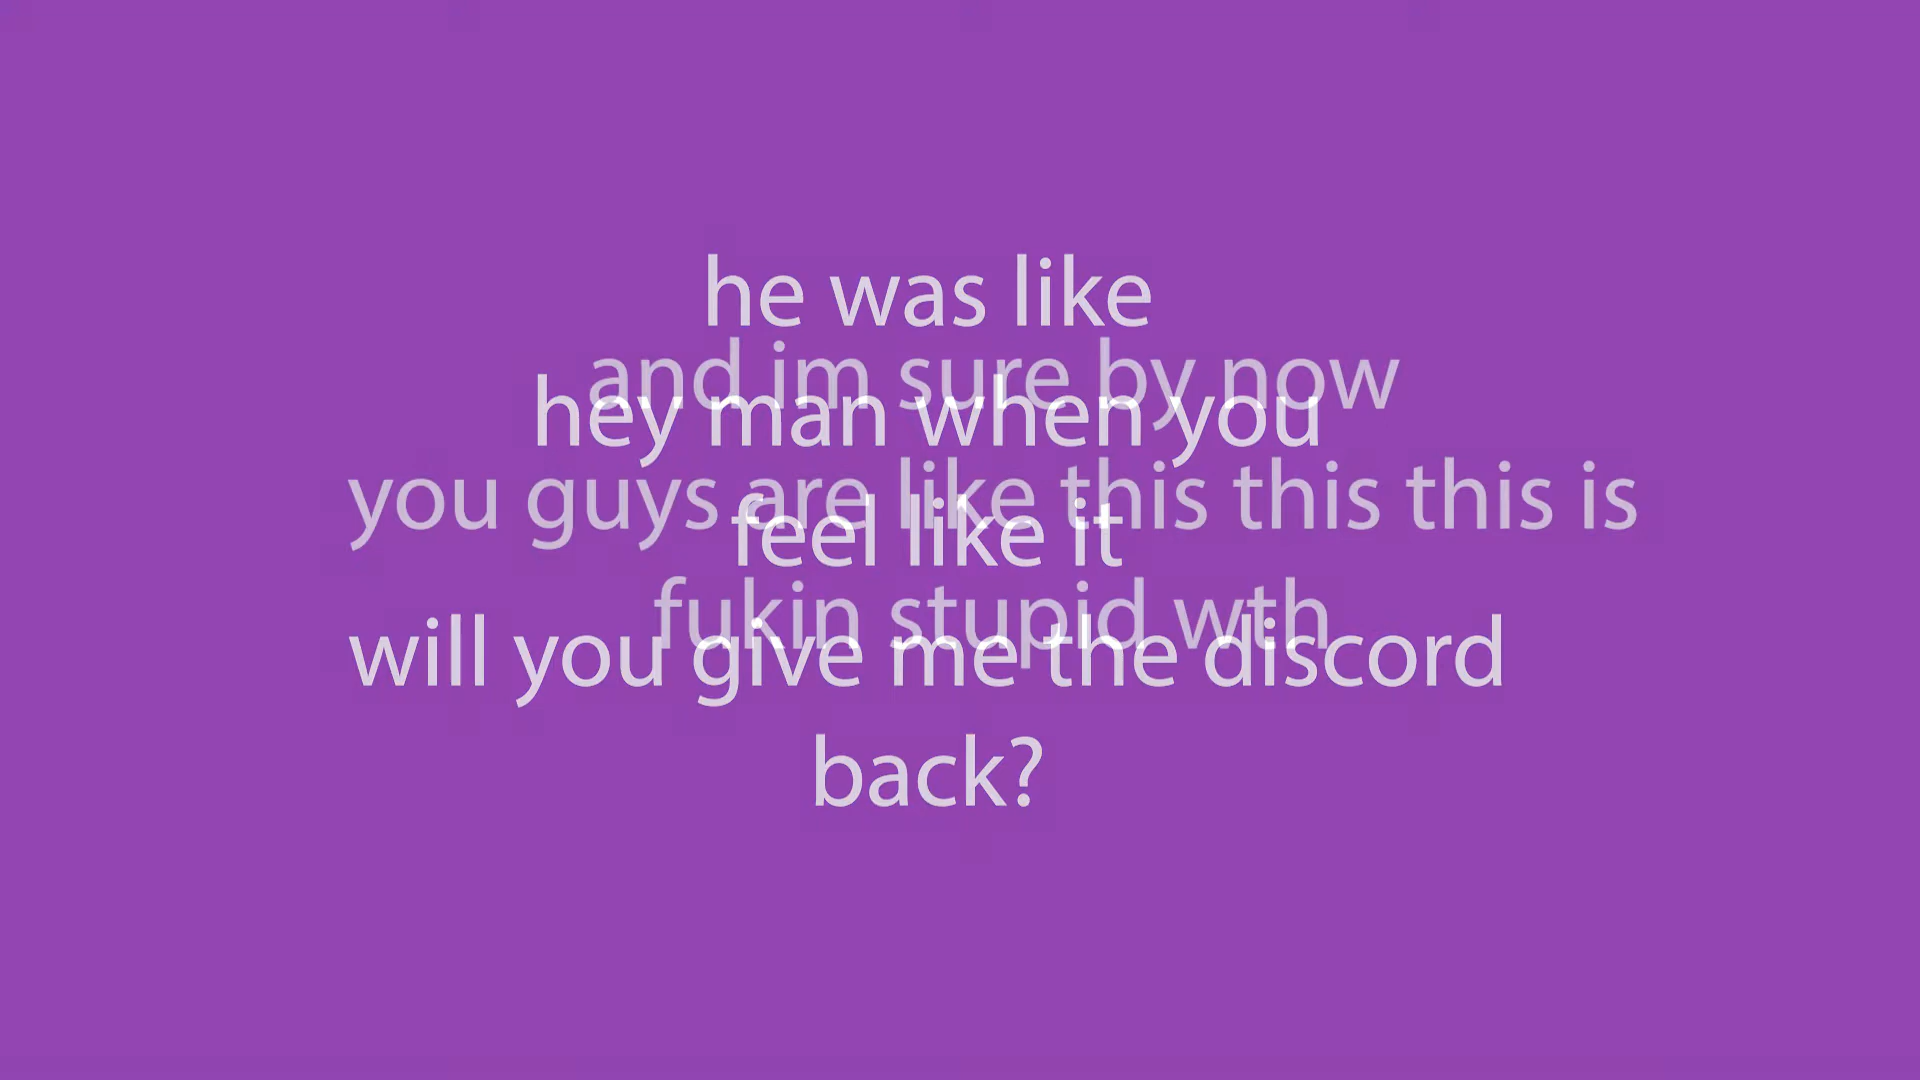 he was like
hey man when you
feel like it
will you give me the discord
back?
and im sure by now
you guys are like this this this is
fukin stupid wth